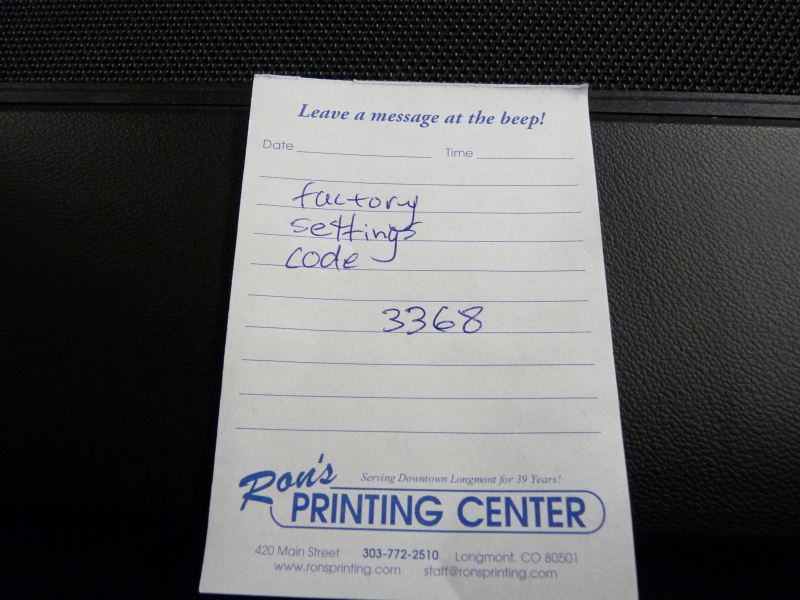 Leave a message at the beep!
Date Time
factory
settings
code
3368
Ron's
Serving Downtown Longmont for 39 Years!
PRINTING CENTER
420 Main Street 303-772-2510 Longmont, CO 80501
www.ronsprinting.com staff@ronsprinting.com